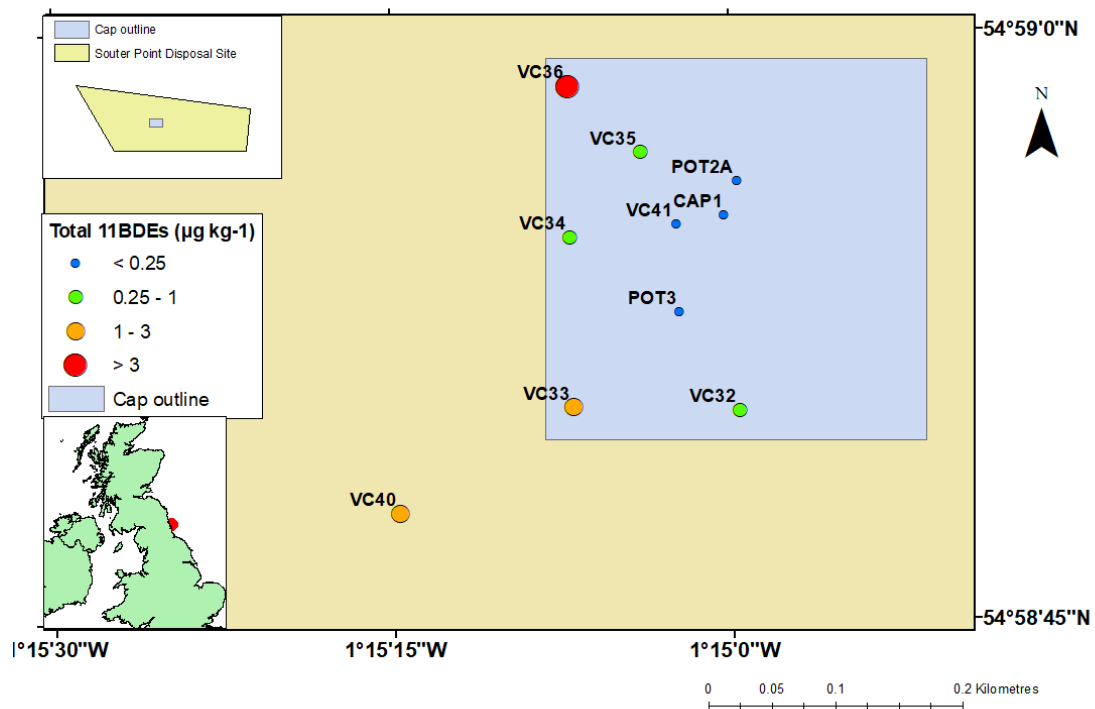 Cap outline
Souter Point Disposal Site
54°59'0"N
N
VC36
VC35
POT2A
CAP1
VC41
VC34
POT3
VC33
VC32
VC40
Total 11BDEs (µg kg-1)
< 0.25
0.25 - 1
1 - 3
> 3
Cap outline
54°58'45"N
1°15'30"W
1°15'15"W
1°15'0"W
0 0.05 0.1 0.2 Kilometres